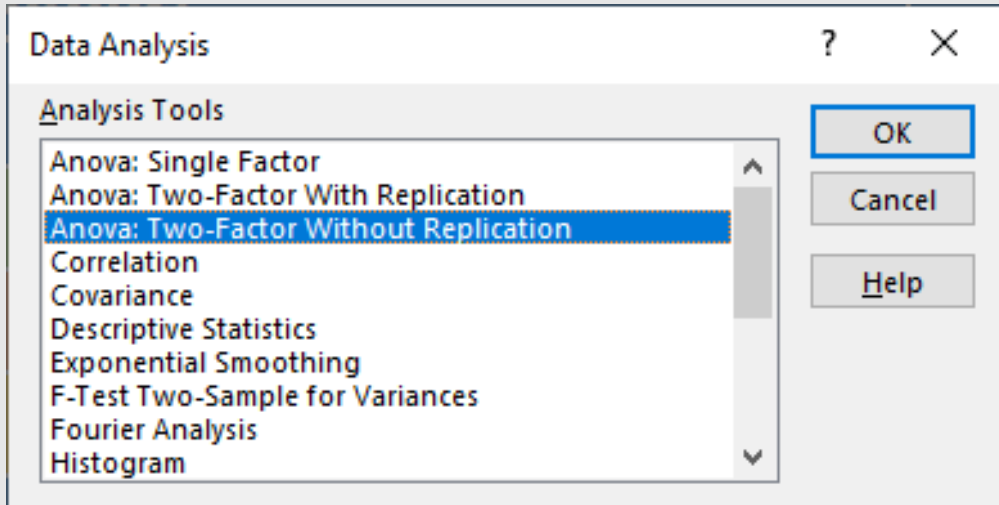 Data Analysis
?
Analysis Tools
Anova: Single Factor
Anova: Two-Factor With Replication
Anova: Two-Factor Without Replication
Correlation
Covariance
Descriptive Statistics
Exponential Smoothing
F-Test Two-Sample for Variances
Fourier Analysis
Histogram
OK
Cancel
Help